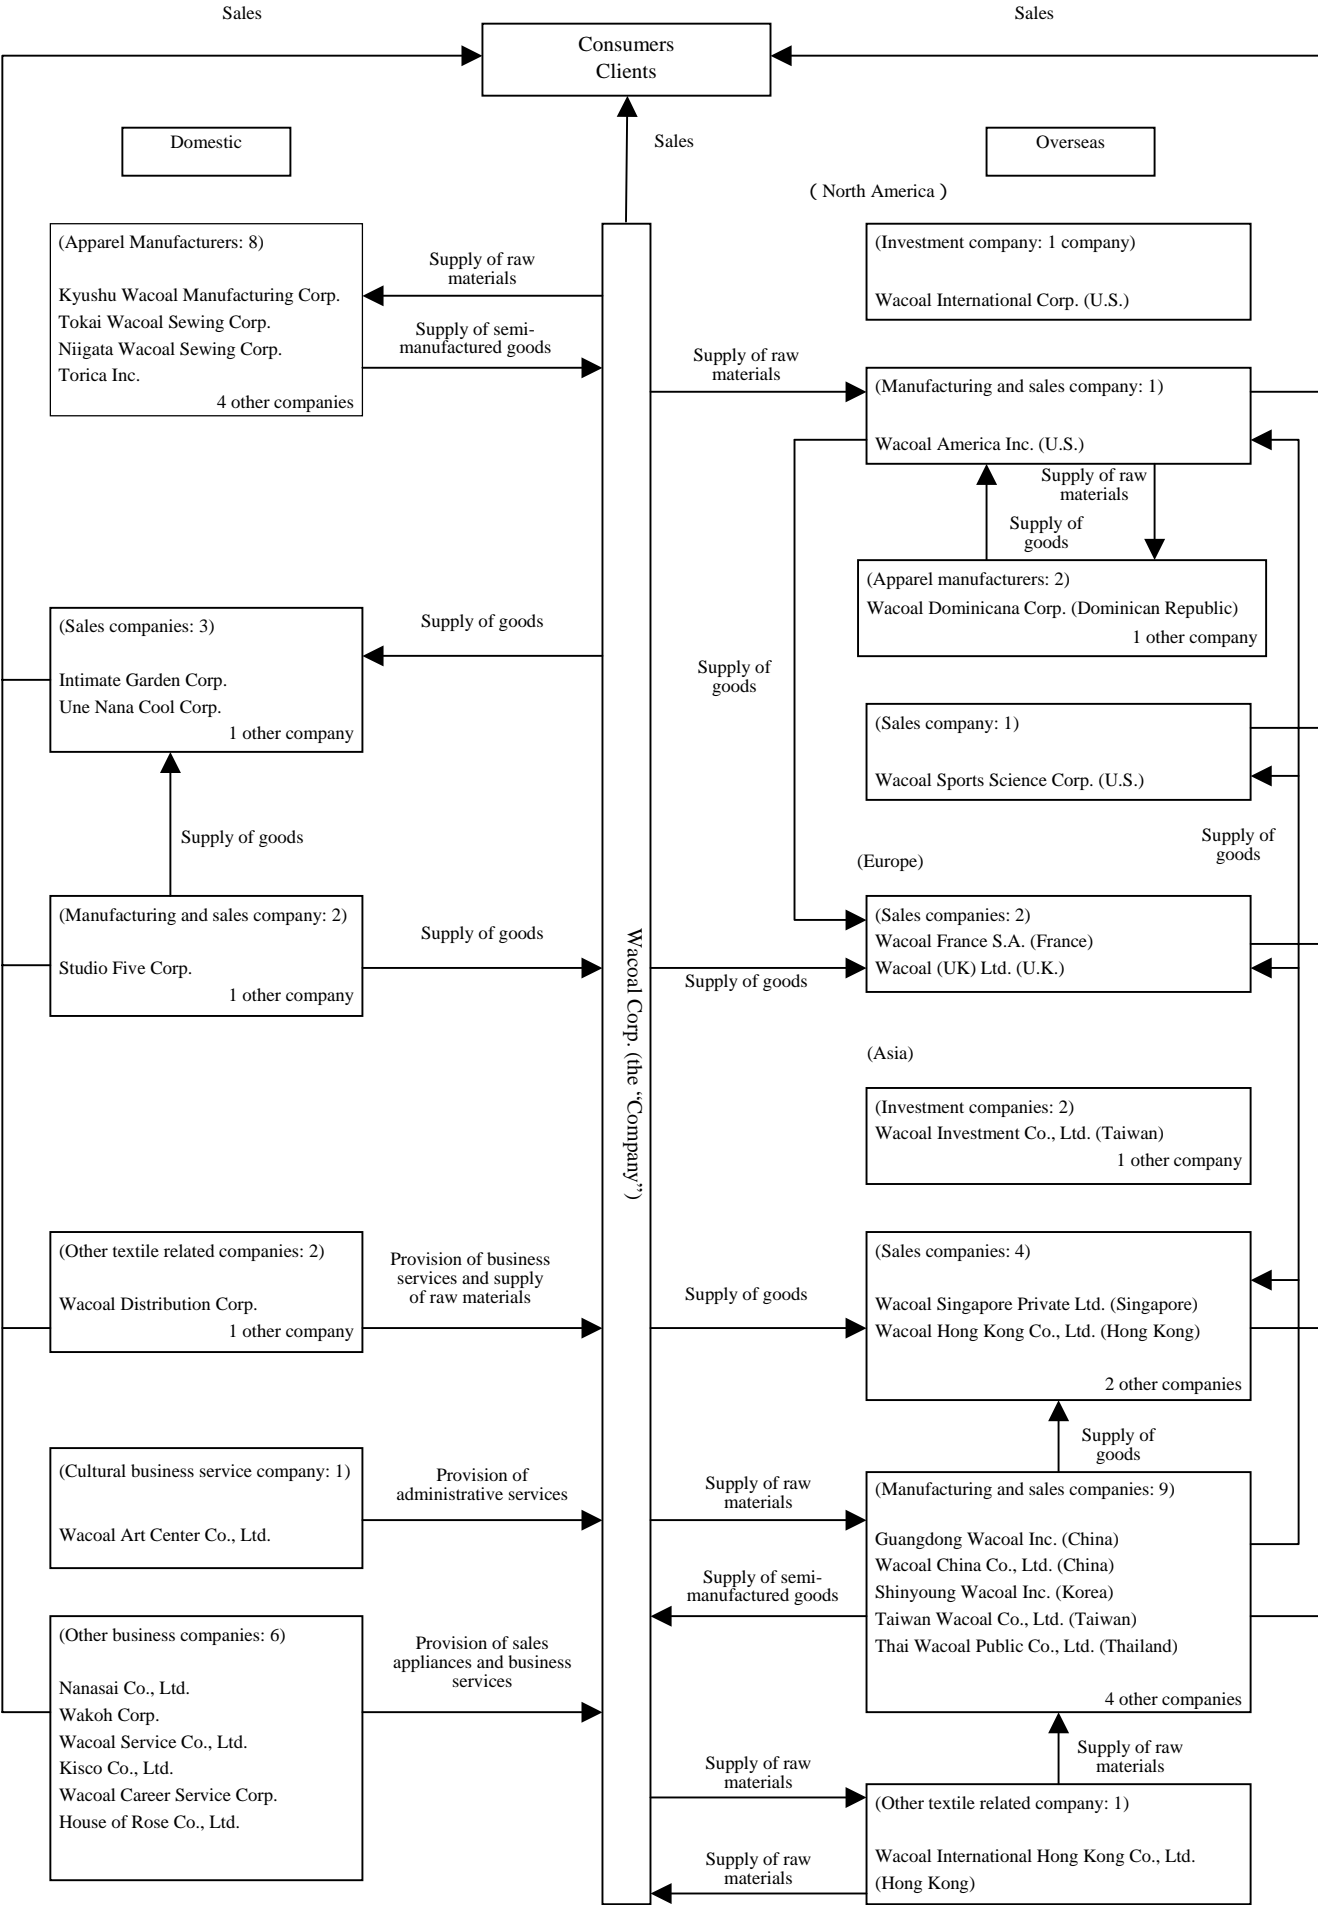 Sales
Sales
Consumers
Clients
Sales
Domestic
Overseas
( North America )
(Apparel Manufacturers: 8)
Kyushu Wacoal Manufacturing Corp.
Tokai Wacoal Sewing Corp.
Niigata Wacoal Sewing Corp.
Torica Inc.
4 other companies
Supply of raw
materials
Supply of semi-
manufactured goods
(Investment company: 1 company)
Wacoal International Corp. (U.S.)
Supply of raw
materials
(Manufacturing and sales company: 1)
Wacoal America Inc. (U.S.)
Supply of raw
materials
Supply of
goods
(Apparel manufacturers: 2)
Wacoal Dominicana Corp. (Dominican Republic)
1 other company
(Sales companies: 3)
Intimate Garden Corp.
Une Nana Cool Corp.
1 other company
Supply of goods
Supply of
goods
(Sales company: 1)
Wacoal Sports Science Corp. (U.S.)
Supply of goods
Supply of
goods
(Europe)
(Manufacturing and sales company: 2)
Studio Five Corp.
1 other company
Supply of goods
Wacoal Corp. (the “Company”)
Supply of goods
(Sales companies: 2)
Wacoal France S.A. (France)
Wacoal (UK) Ltd. (U.K.)
(Asia)
(Investment companies: 2)
Wacoal Investment Co., Ltd. (Taiwan)
1 other company
(Other textile related companies: 2)
Wacoal Distribution Corp.
1 other company
Provision of business
services and supply
of raw materials
Supply of goods
(Sales companies: 4)
Wacoal Singapore Private Ltd. (Singapore)
Wacoal Hong Kong Co., Ltd. (Hong Kong)
2 other companies
Supply of
goods
(Cultural business service company: 1)
Wacoal Art Center Co., Ltd.
Provision of
administrative services
Supply of raw
materials
Supply of semi-
manufactured goods
(Manufacturing and sales companies: 9)
Guangdong Wacoal Inc. (China)
Wacoal China Co., Ltd. (China)
Shinyoung Wacoal Inc. (Korea)
Taiwan Wacoal Co., Ltd. (Taiwan)
Thai Wacoal Public Co., Ltd. (Thailand)
4 other companies
(Other business companies: 6)
Nanasai Co., Ltd.
Wakoh Corp.
Wacoal Service Co., Ltd.
Kisco Co., Ltd.
Wacoal Career Service Corp.
House of Rose Co., Ltd.
Provision of sales
appliances and business
services
Supply of raw
materials
Supply of raw
materials
Supply of raw
materials
(Other textile related company: 1)
Wacoal International Hong Kong Co., Ltd.
(Hong Kong)